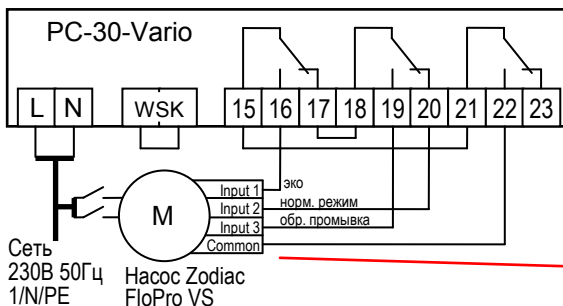 PC-30-Vario
L N WSK 15 16 17 18 19 20 21 22 23
Input 1 эко
Input 2 норм. режим
Input 3 обр. промывка
Common
M
Сеть
230В 50Гц
1/N/PE
Насос Zodiac
FloPro VS